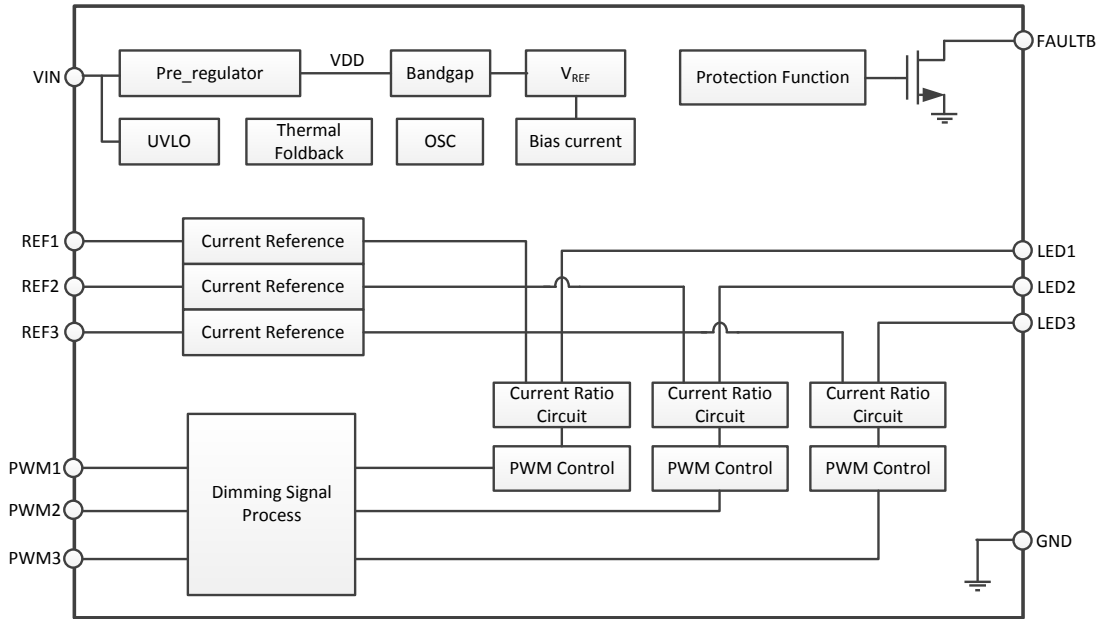 FAULTB
VIN
Pre_regulator
VDD
Bandgap
VREF
Protection Function
UVLO
Thermal
Foldback
OSC
Bias current
REF1
Current Reference
LED1
REF2
Current Reference
LED2
REF3
Current Reference
LED3
Current Ratio
Circuit
Current Ratio
Circuit
Current Ratio
Circuit
PWM1
PWM Control
PWM Control
PWM Control
Dimming Signal
Process
PWM2
PWM3
GND